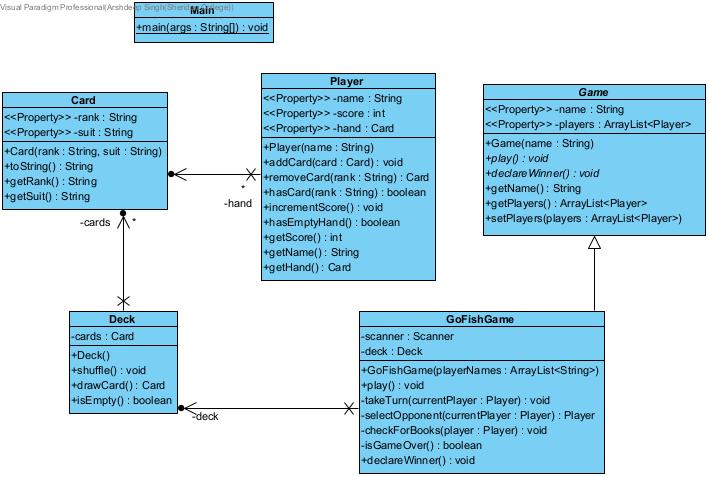 Visual Paradigm Professional(Arshdeep Singh(Sheridan College))
Main
+main(args : String[]) : void
Card
<<Property>> -rank : String
<<Property>> -suit : String
+Card(rank : String, suit : String)
+toString() : String
+getRank() : String
+getSuit() : String
Player
<<Property>> -name : String
<<Property>> -score : int
<<Property>> -hand : Card
+Player(name : String)
+addCard(card : Card) : void
+removeCard(rank : String) : Card
+hasCard(rank : String) : boolean
+incrementScore() : void
+hasEmptyHand() : boolean
+getScore() : int
+getName() : String
+getHand() : Card
Game
<<Property>> -name : String
<<Property>> -players : ArrayList<Player>
+Game(name : String)
+play() : void
+declareWinner() : void
+getName() : String
+getPlayers() : ArrayList<Player>
+setPlayers(players : ArrayList<Player>)
*
-hand
-cards
*
Deck
-cards : Card
+Deck()
+shuffle() : void
+drawCard() : Card
+isEmpty() : boolean
-deck
GoFishGame
-scanner : Scanner
-deck : Deck
+GoFishGame(playerNames : ArrayList<String>)
+play() : void
-takeTurn(currentPlayer : Player) : void
-selectOpponent(currentPlayer : Player) : Player
-checkForBooks(player : Player) : void
-isGameOver() : boolean
+declareWinner() : void